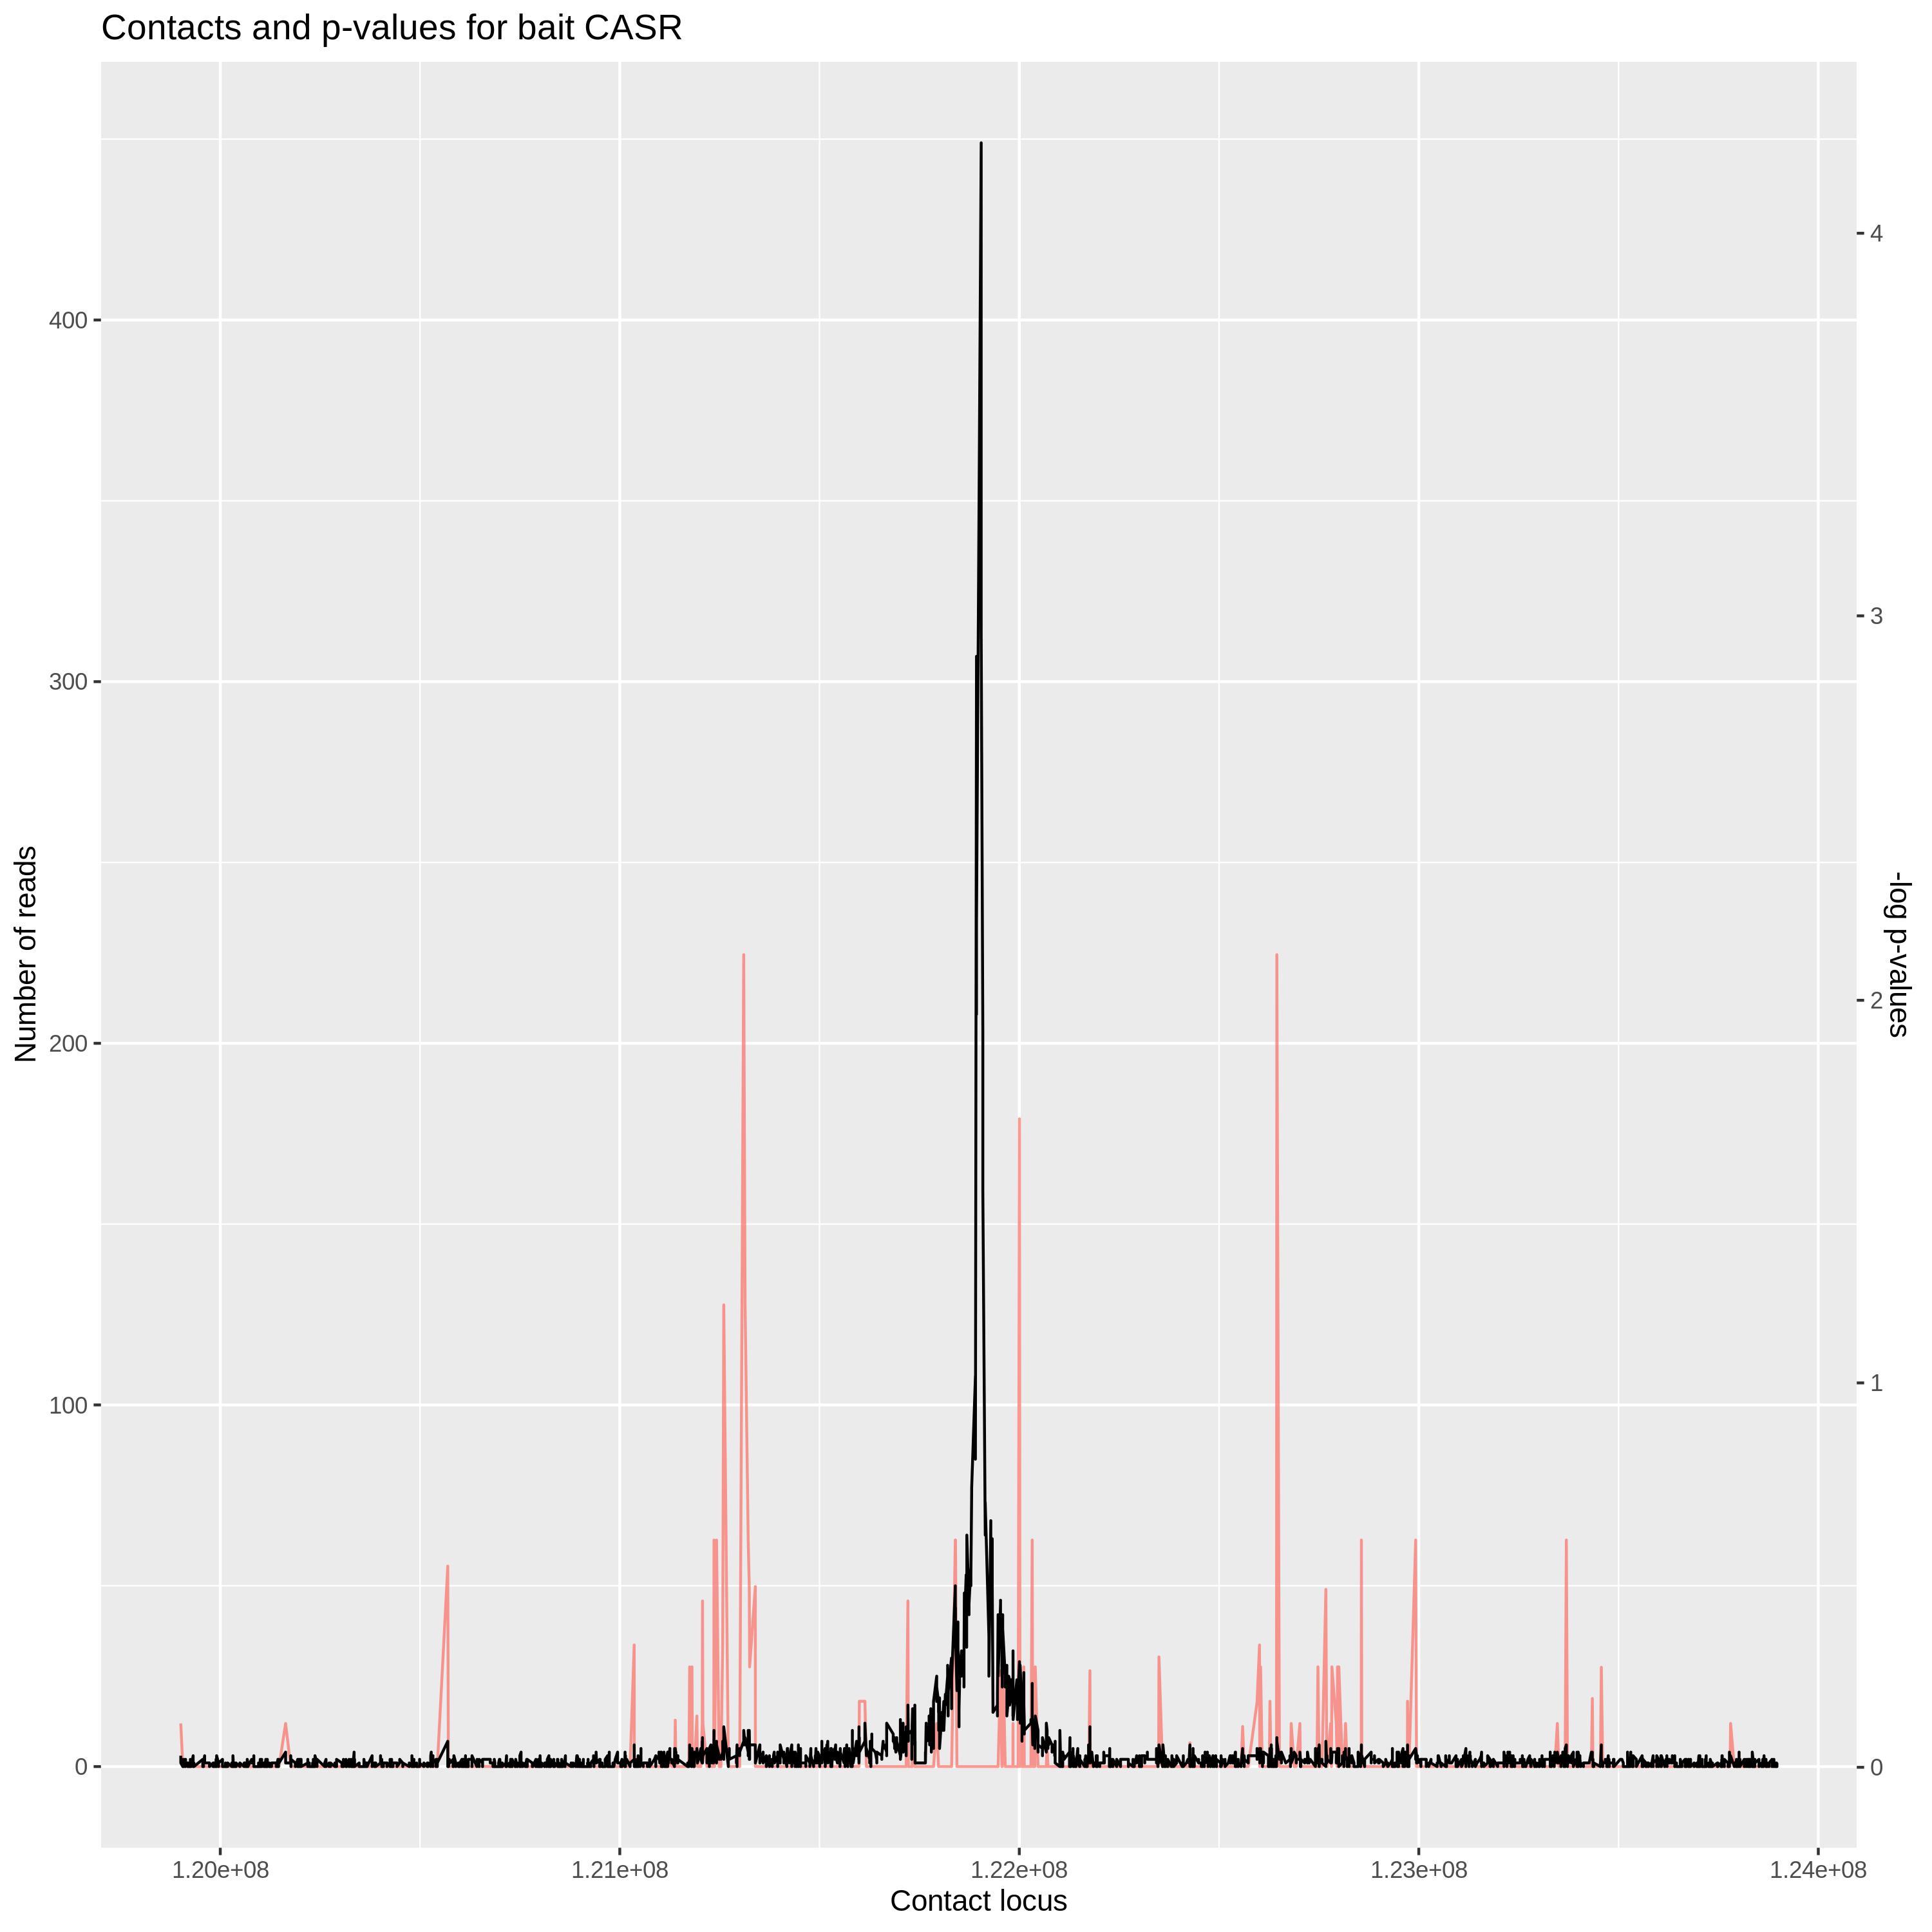 Contacts and p-values for bait CASR
Number of reads
400
300
200
100
0
4
3
2
1
0
-log p-values
1.20e+08
1.21e+08
1.22e+08
1.23e+08
1.24e+08
Contact locus